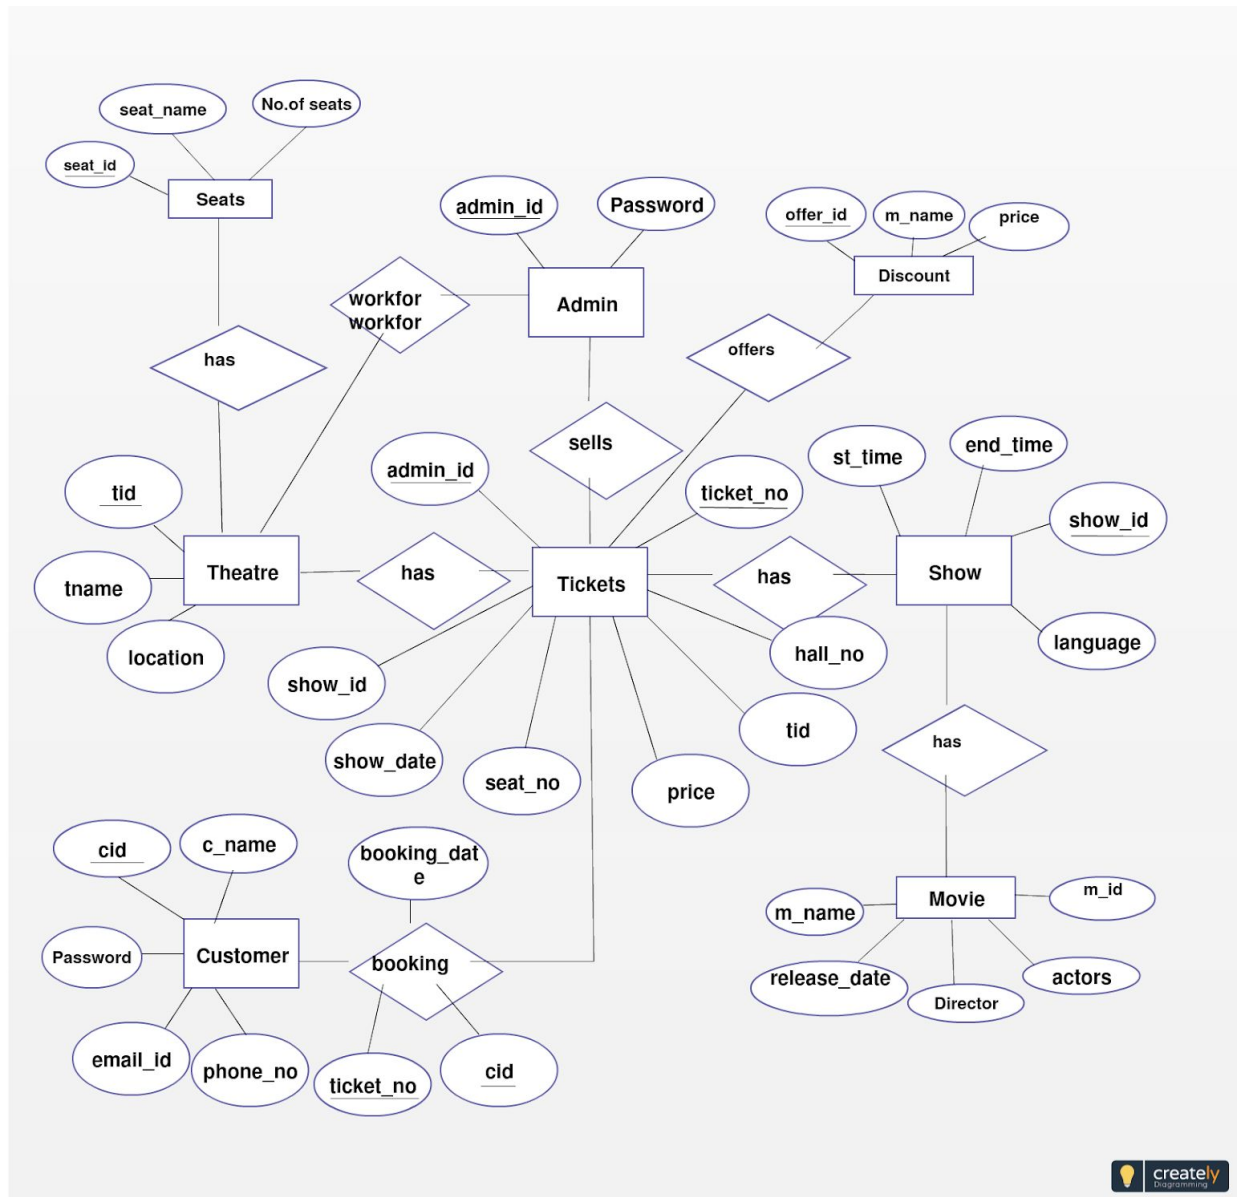 seat_name
No.of seats
seat_id
Seats
admin_id
Password
offer_id
m_name
price
Discount
Admin
workfor
workfor
has
offers
sells
st_time
end_time
admin_id
ticket_no
show_id
tid
Theatre
has
Tickets
has
Show
tname
location
hall_no
language
show_id
show_date
seat_no
price
tid
has
cid
c_name
booking_dat
e
m_name
Movie
m_id
Password
Customer
booking
release_date
Director
actors
email_id
phone_no
ticket_no
cid
creately
Diagramming